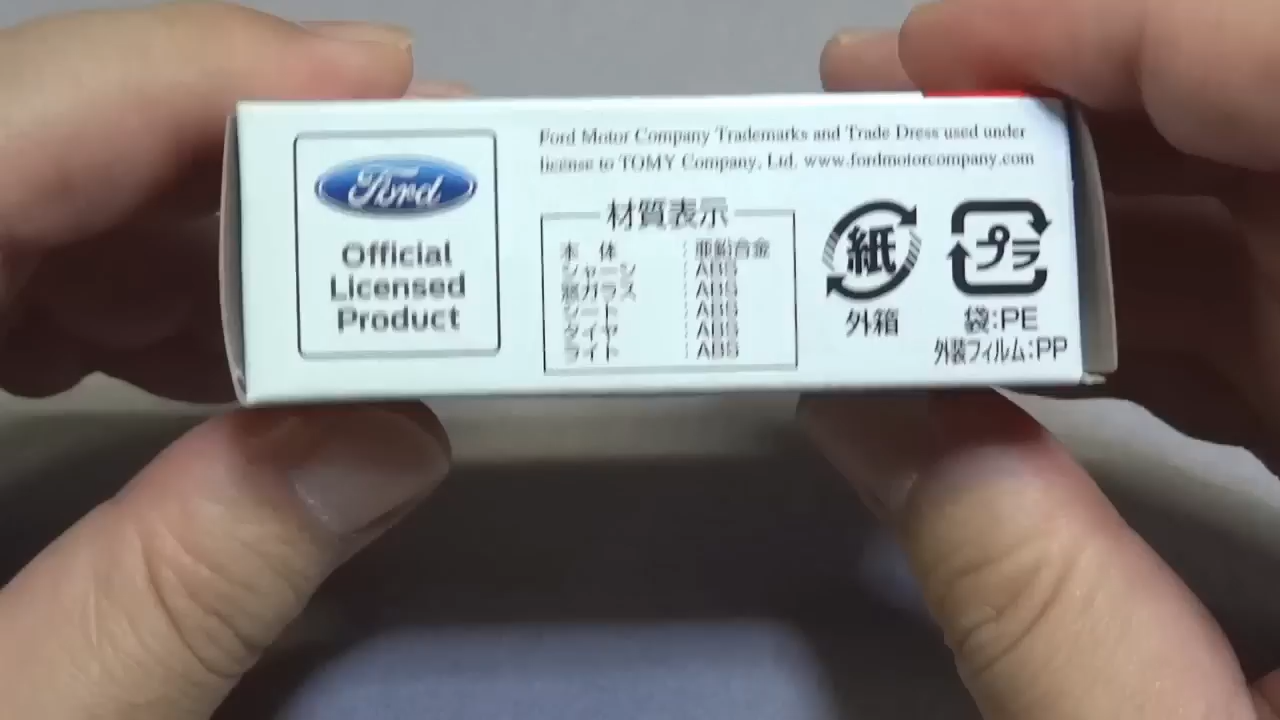 Ford
Official
Licensed
Product
Ford Motor Company Trademarks and Trade Dress used under
license to TOMY Company, Ltd. www.fordmotorcompany.com
材質表示
本 体 : 亜鉛合金
シャーシ : ABS
窓ガラス : ABS
シート : ABS
タイヤ : ABS
ライト : ABS
紙
外箱
プラ
袋:PE
外装フィルム:PP